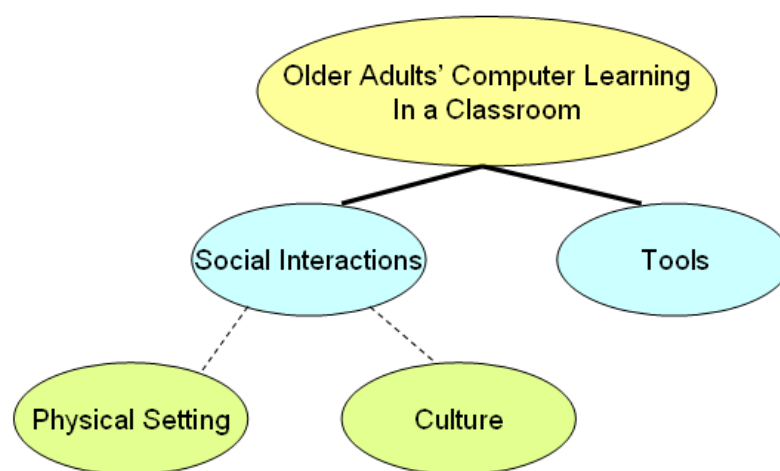 Older Adults’ Computer Learning
In a Classroom
Social Interactions
Tools
Physical Setting
Culture